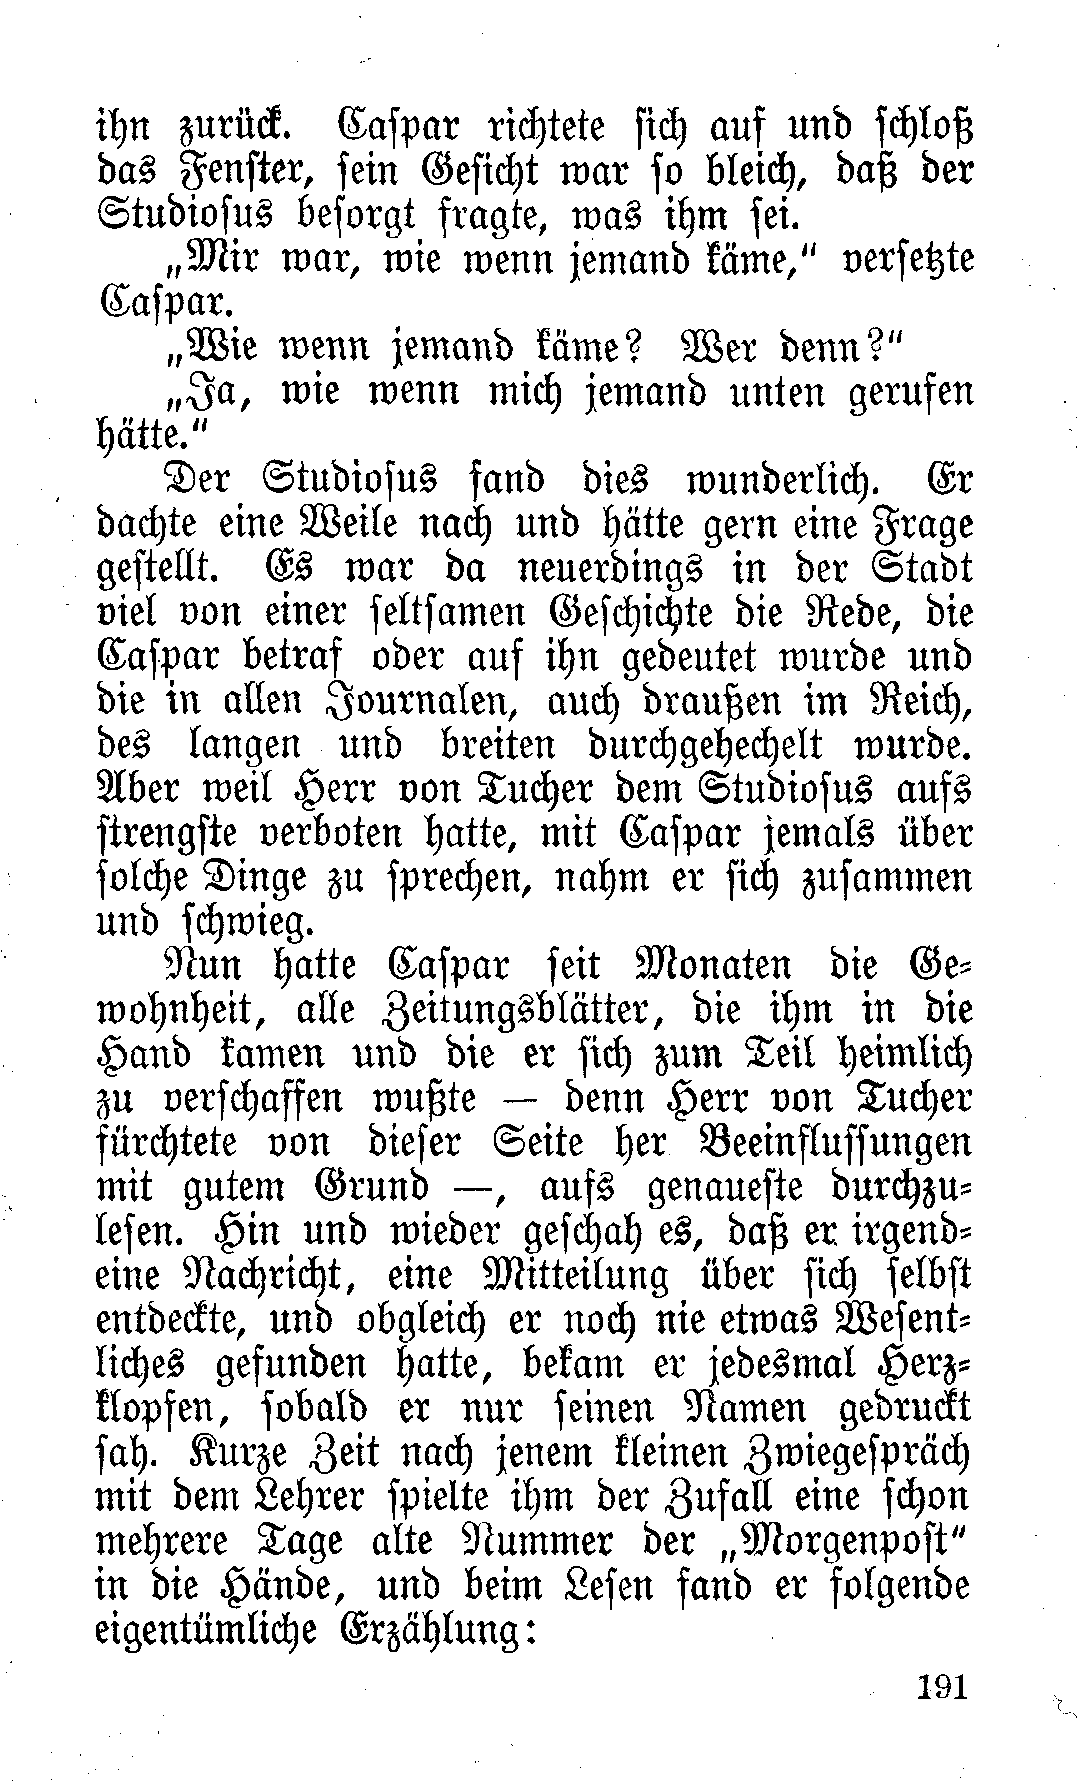 ihn zurück. Caspar richtete sich auf und schloß
das Fenster, sein Gesicht war so bleich, daß der
Studiosus besorgt fragte, was ihm sei.
„Mir war, wie wenn jemand käme,“ versetzte
Caspar.
„Wie wenn jemand käme? Wer denn?“
„Ja, wie wenn mich jemand unten gerufen
hätte.“
Der Studiosus fand dies wunderlich. Er
dachte eine Weile nach und hätte gern eine Frage
gestellt. Es war da neuerdings in der Stadt
viel von einer seltsamen Geschichte die Rede, die
Caspar betraf oder auf ihn gedeutet wurde und
die in allen Journalen, auch draußen im Reich,
des langen und breiten durchgehechelt wurde.
Aber weil Herr von Tucher dem Studiosus aufs
strengste verboten hatte, mit Caspar jemals über
solche Dinge zu sprechen, nahm er sich zusammen
und schwieg.
Nun hatte Caspar seit Monaten die Ge-
wohnheit, alle Zeitungsblätter, die ihm in die
Hand kamen und die er sich zum Teil heimlich
zu verschaffen wußte — denn Herr von Tucher
fürchtete von dieser Seite her Beeinflussungen
mit gutem Grund —, aufs genaueste durchzu-
lesen. Hin und wieder geschah es, daß er irgend-
eine Nachricht, eine Mitteilung über sich selbst
entdeckte, und obgleich er noch nie etwas Wesent-
liches gefunden hatte, bekam er jedesmal Herz-
klopfen, sobald er nur seinen Namen gedruckt
sah. Kurze Zeit nach jenem kleinen Zwiegespräch
mit dem Lehrer spielte ihm der Zufall eine schon
mehrere Tage alte Nummer der „Morgenpost“
in die Hände, und beim Lesen fand er folgende
eigentümliche Erzählung:
191